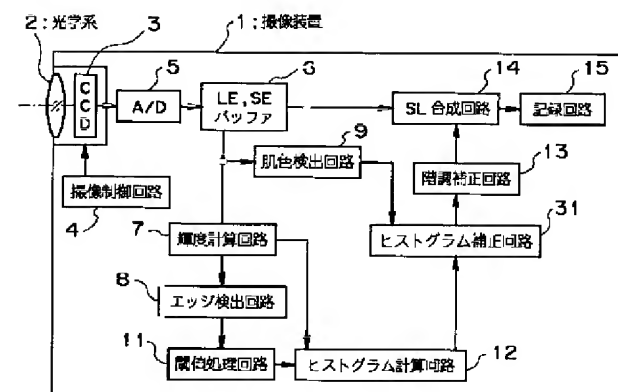 2:光学系
1:撮像装置
3
CCD
5
A/D
6
LE,SE
バッファ
14
SL 合成回路
15
記録回路
9
肌色検出回路
13
階調補正回路
撮像制御回路
4
7
輝度計算回路
31
ヒストグラム補正回路
8
エッジ検出回路
11
閾値処理回路
ヒストグラム計算回路
12